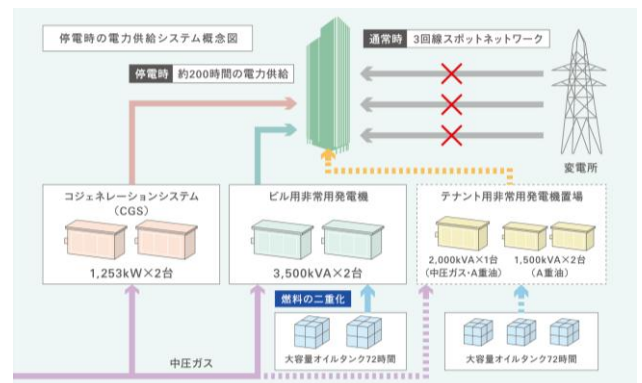 停電時の電力供給システム概念図
通常時 3回線スポットネットワーク
停電時 約200時間の電力供給
変電所
コジェネレーションシステム
（CGS）
1,253kW×2台
ビル用非常用発電機
3,500kVA×2台
テナント用非常用発電機置場
2,000kVA×1台
（中圧ガス・A重油）
1,500kVA×2台
（A重油）
燃料の二重化
大容量オイルタンク72時間
大容量オイルタンク72時間
中圧ガス